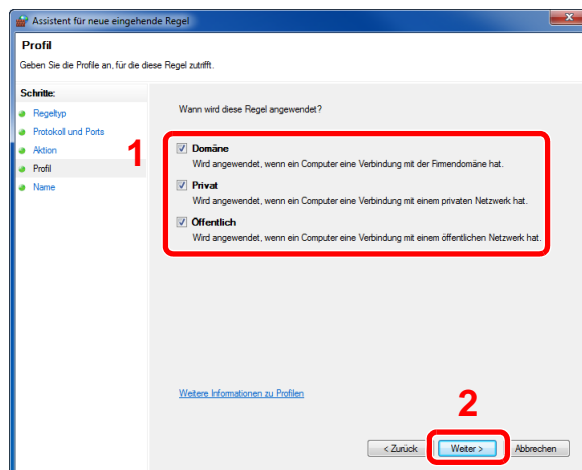 Assistent für neue eingehende Regel
Profil
Geben Sie die Profile an, für die diese Regel zutrifft.
Schritte:
Regeltyp
Protokoll und Ports
Aktion
Profil
Name
Wann wird diese Regel angewendet?
1
Domäne
Wird angewendet, wenn ein Computer eine Verbindung mit der Firmendomäne hat.
Privat
Wird angewendet, wenn ein Computer eine Verbindung mit einem privaten Netzwerk hat.
Öffentlich
Wird angewendet, wenn ein Computer eine Verbindung mit einem öffentlichen Netzwerk hat.
Weitere Informationen zu Profilen
2
< Zurück Weiter > Abbrechen